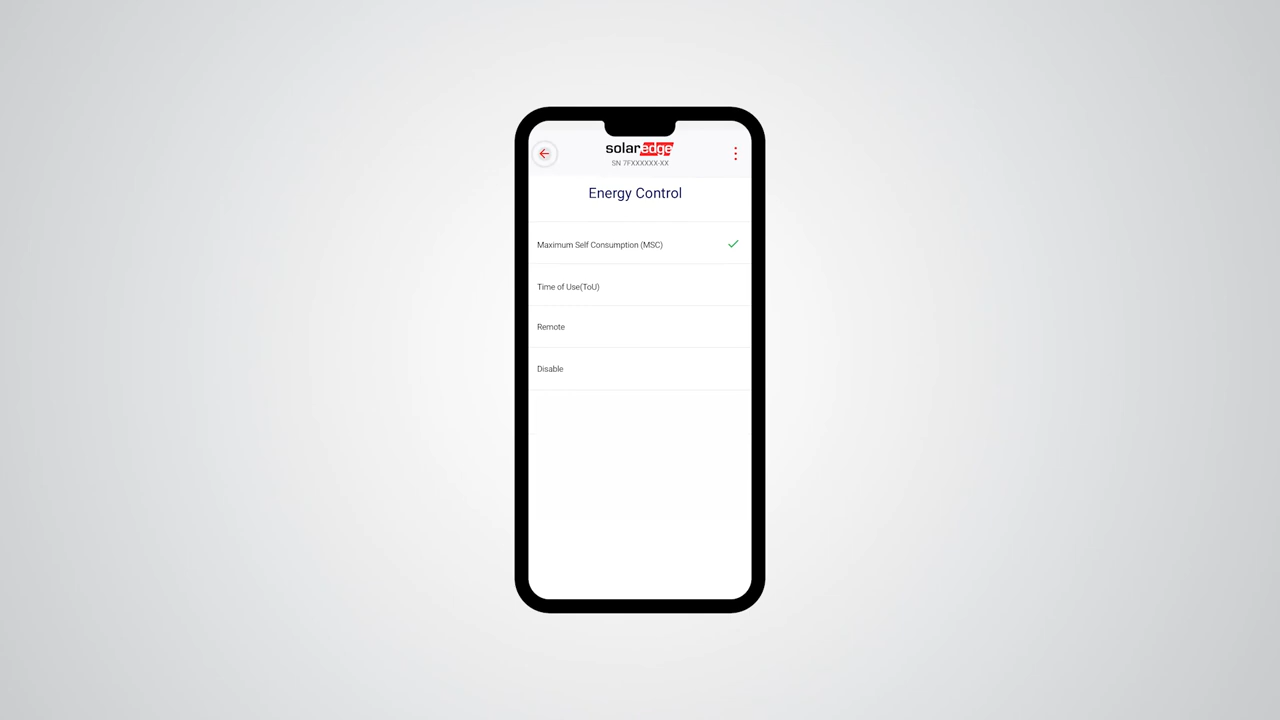 solaredge
SN 7FXXXXXX-XX
Energy Control
Maximum Self Consumption (MSC)
Time of Use(ToU)
Remote
Disable